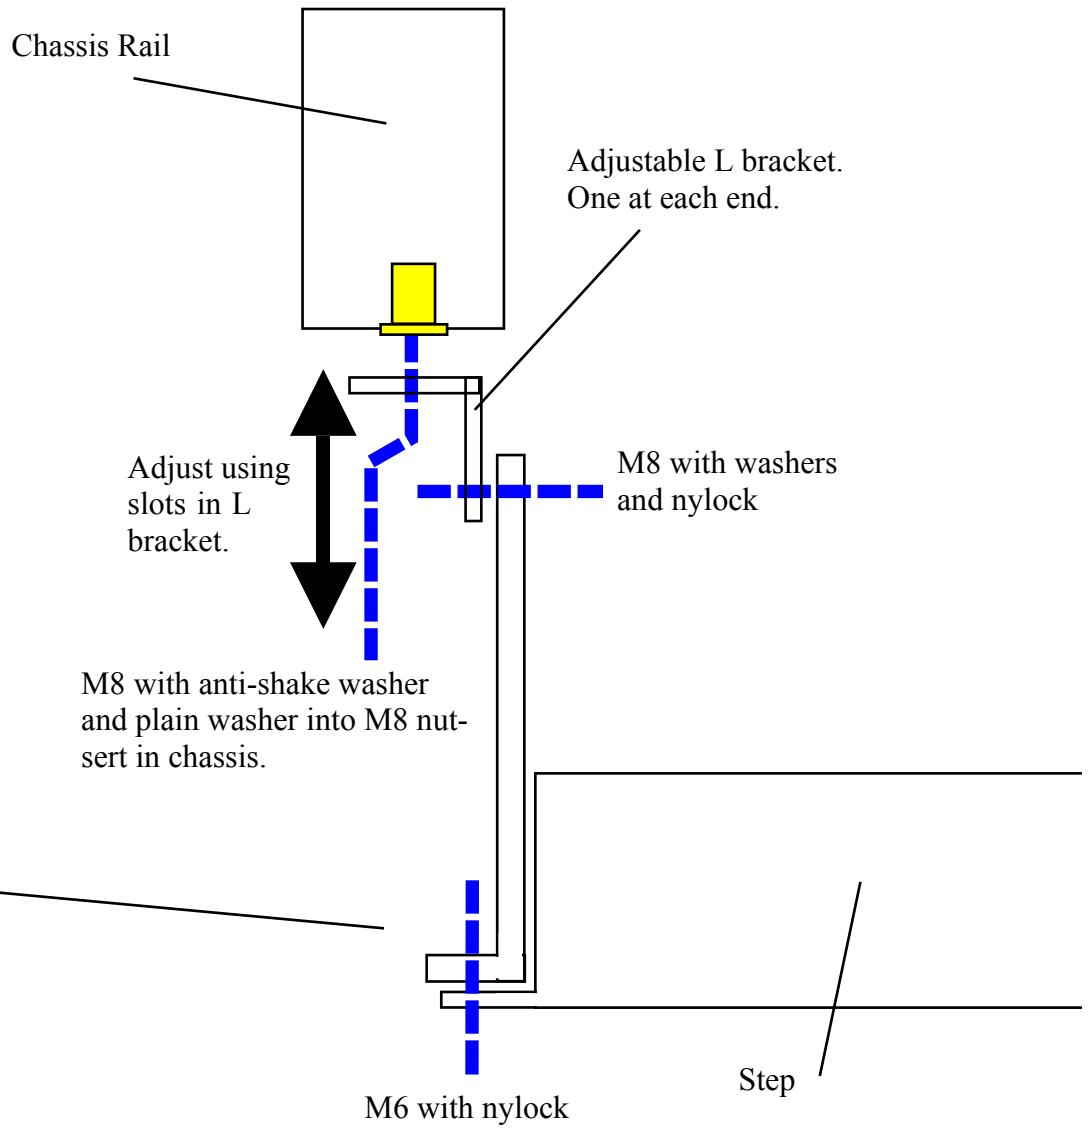 Chassis Rail
Adjustable L bracket.
One at each end.
Adjust using
slots in L
bracket.
M8 with washers
and nylock
M8 with anti-shake washer
and plain washer into M8 nut-
sert in chassis.
Step
M6 with nylock